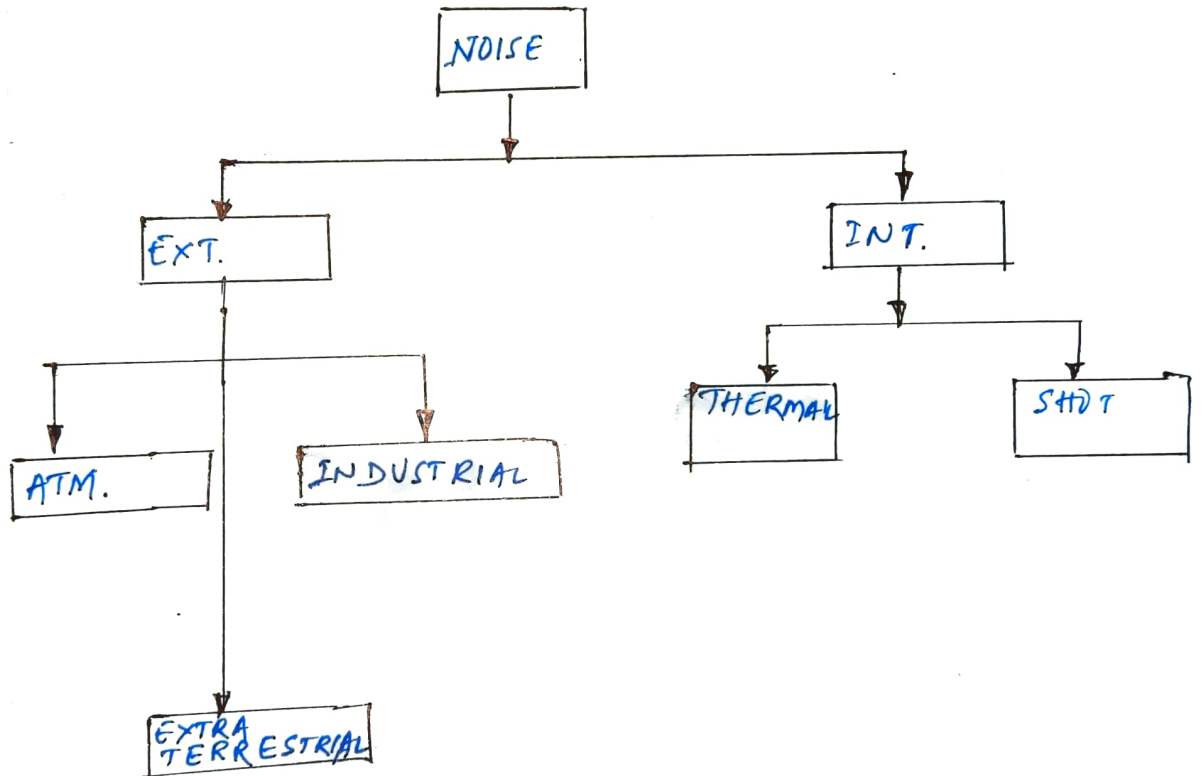 NOISE
EXT.
INT.
THERMAL
SHOT
ATM.
INDUSTRIAL
EXTRA
TERRESTRIAL